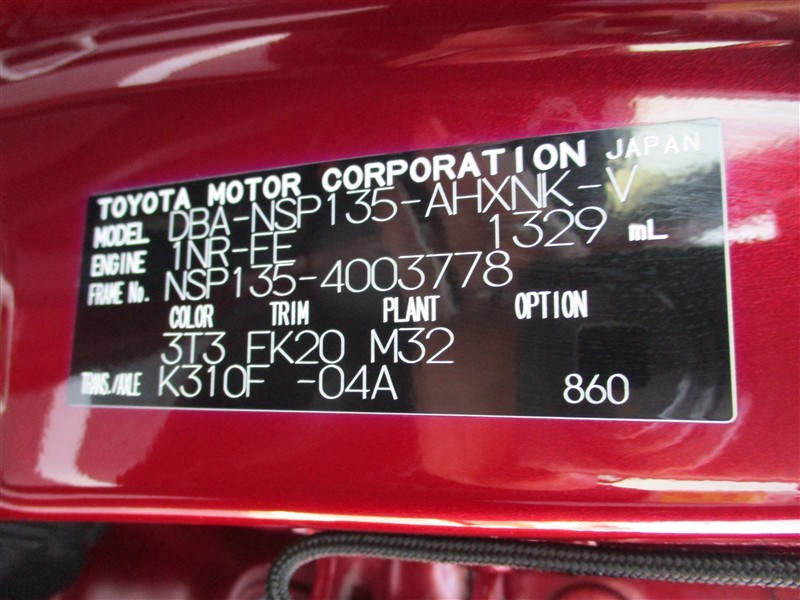 TOYOTA MOTOR CORPORATION JAPAN
MODEL DBA-NSP135-AHXNK-V
ENGINE 1NR-FE 1329 mL
FRAME No. NSP135-4003778
COLOR TRIM PLANT OPTION
3T3 FK20 M32
TRANS./AXLE K310F -04A 860